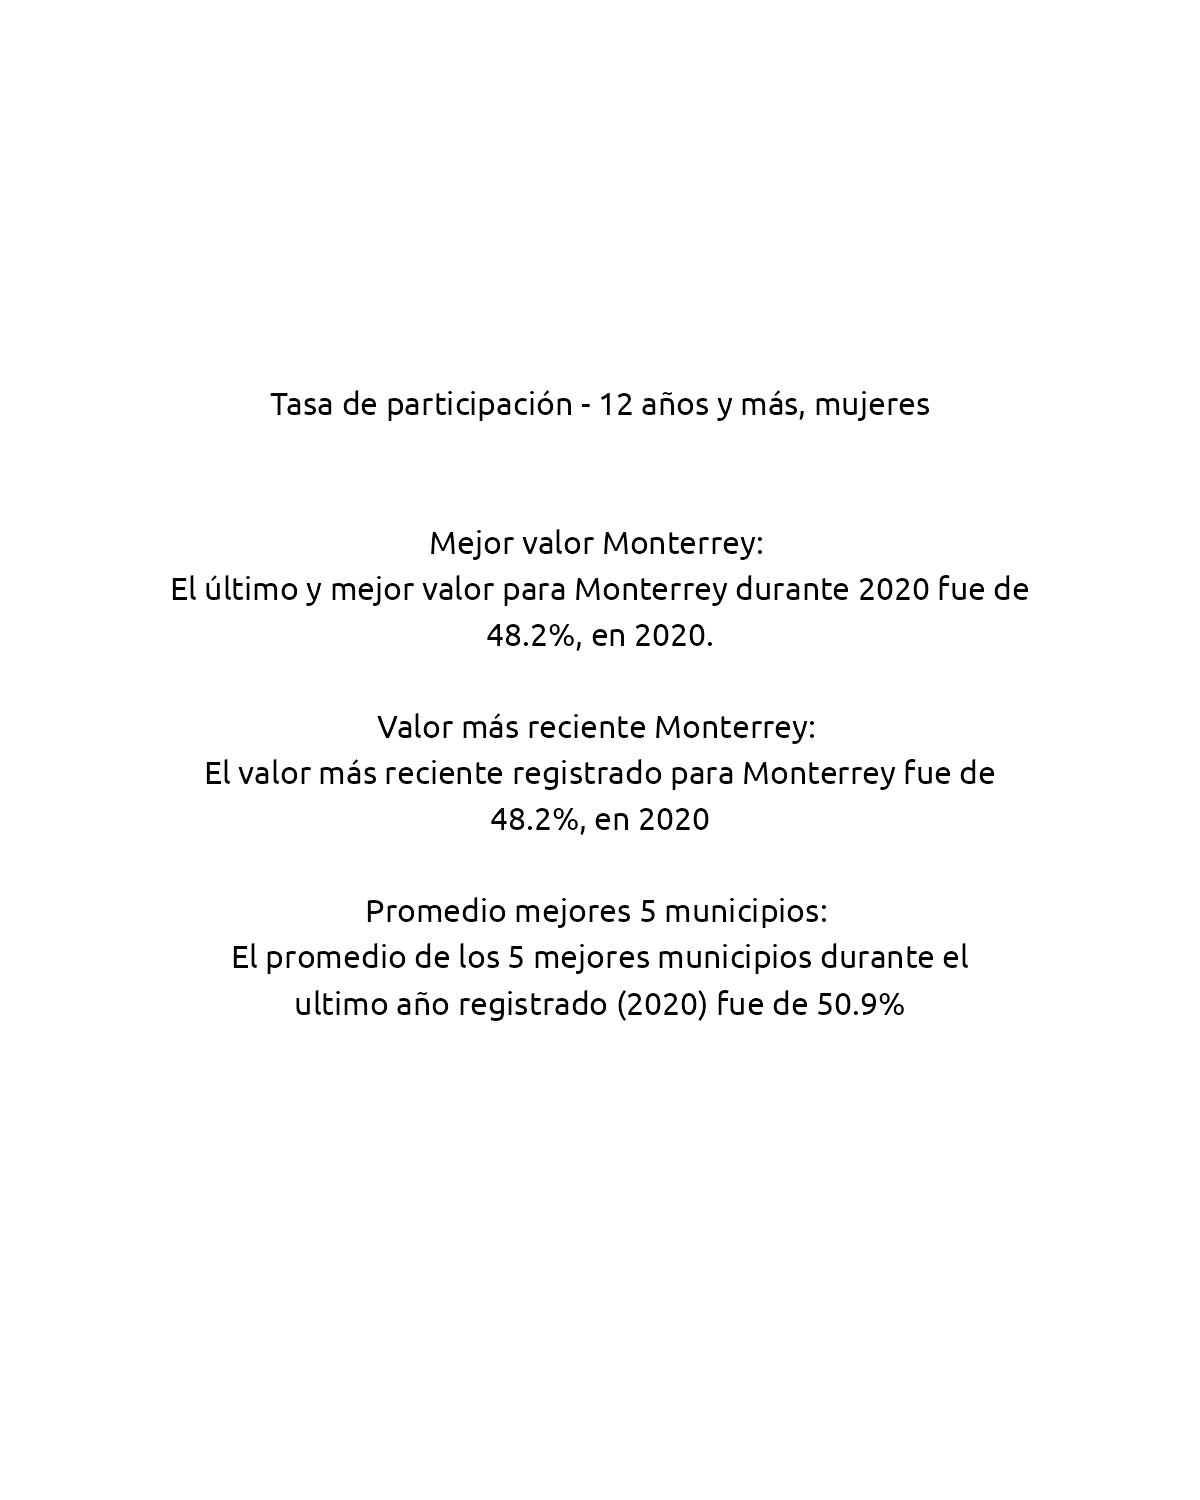 Tasa de participación - 12 años y más, mujeres
Mejor valor Monterrey:
El último y mejor valor para Monterrey durante 2020 fue de
48.2%, en 2020.
Valor más reciente Monterrey:
El valor más reciente registrado para Monterrey fue de
48.2%, en 2020
Promedio mejores 5 municipios:
El promedio de los 5 mejores municipios durante el
ultimo año registrado (2020) fue de 50.9%